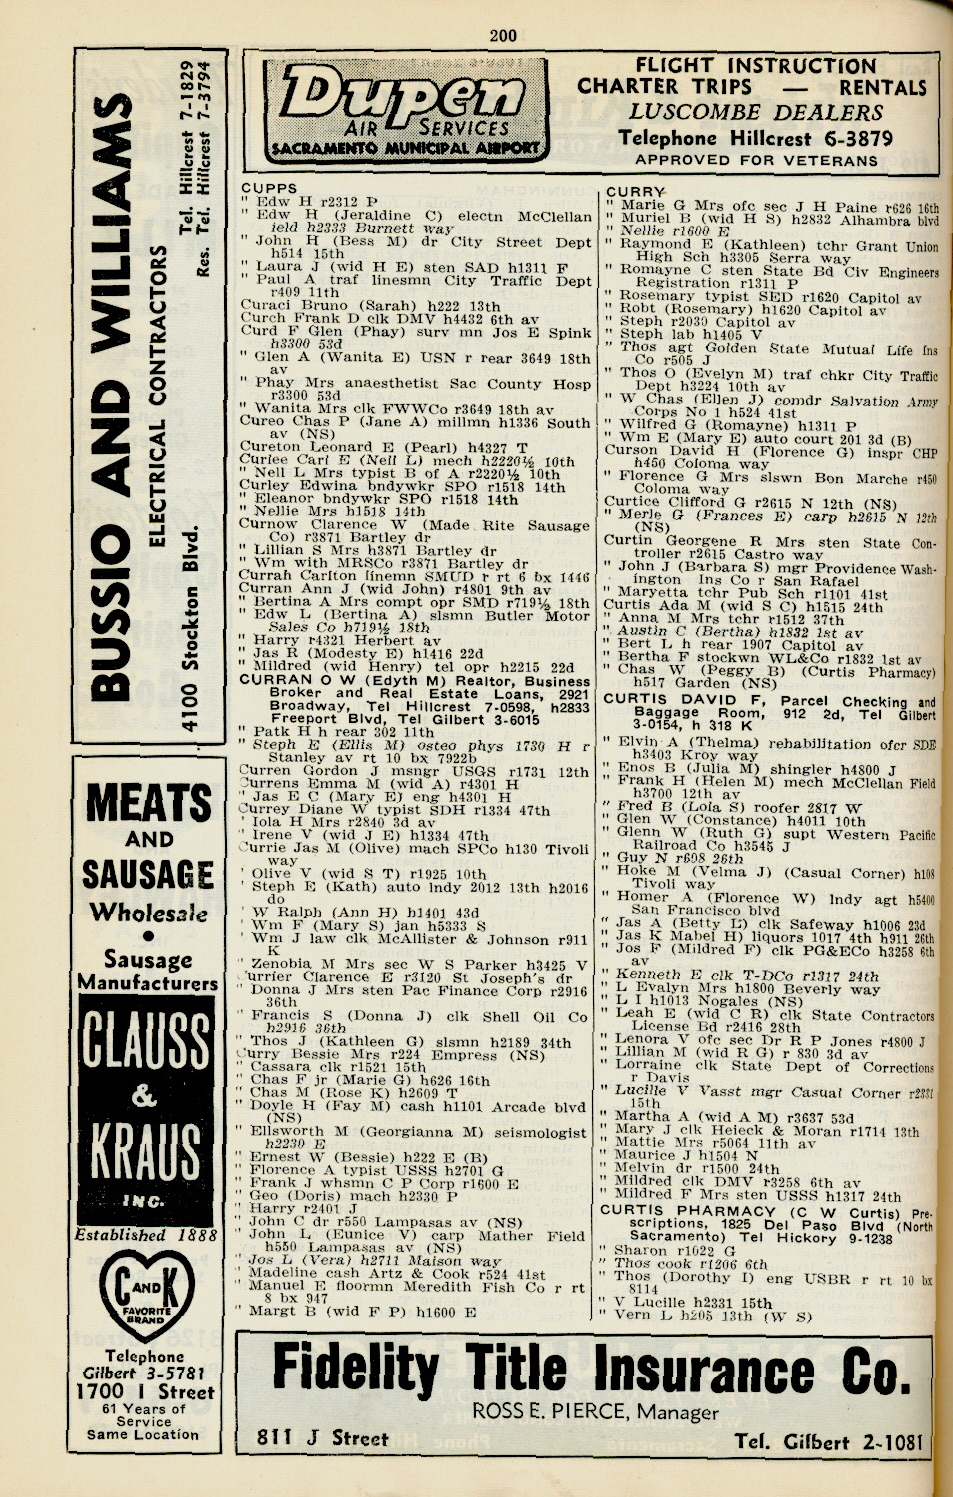 200
BUSSIO AND WILLIAMS
ELECTRICAL CONTRACTORS
4100 Stockton Blvd.
Tel. Hillcrest 7-1829
Res. Tel. Hillcrest 7-3794
MEATS
AND
SAUSAGE
Wholesale
•
Sausage
Manufacturers
CLAUSS
&
KRAUS
INC.
Established 1888
C AND K
FAVORITE
BRAND
Telephone
Gilbert 3-5781
1700 I Street
61 Years of
Service
Same Location
Dupen
AIR SERVICES
SACRAMENTO MUNICIPAL AIRPORT
FLIGHT INSTRUCTION
CHARTER TRIPS — RENTALS
LUSCOMBE DEALERS
Telephone Hillcrest 6-3879
APPROVED FOR VETERANS
CUPPS
" Edw H r2312 P
" Edw H (Jeraldine C) electn McClellan
ield h2333 Burnett way
" John H (Bess M) dr City Street Dept
h514 15th
" Laura J (wid H E) sten SAD h1311 F
" Paul A traf linesmn City Traffic Dept
r409 11th
Curaci Bruno (Sarah) h222 13th
Curch Frank D clk DMV h4432 6th av
Curd F Glen (Phay) surv mn Jos E Spink
h3300 53d
" Glen A (Wanita E) USN r rear 3649 18th
av
" Phay Mrs anaesthetist Sac County Hosp
r3300 53d
" Wanita Mrs clk FWWCo r3649 18th av
Cureo Chas P (Jane A) millmn h1336 South
av (NS)
Cureton Leonard E (Pearl) h4327 T
Curlee Carl E (Nell L) mech h2220½ 10th
" Nell L Mrs typist B of A r2220½ 10th
Curley Edwina bndywkr SPO r1518 14th
" Eleanor bndywkr SPO r1518 14th
" Nellie Mrs h1518 14th
Curnow Clarence W (Made Rite Sausage
Co) r3871 Bartley dr
" Lillian S Mrs h3871 Bartley dr
" Wm with MRSCo r3871 Bartley dr
Currah Carlton linemn SMUD r rt 6 bx 1446
Curran Ann J (wid John) r4801 9th av
" Bertina A Mrs compt opr SMD r719½ 18th
" Edw L (Bertina A) slsmn Butler Motor
Sales Co h719½ 18th
" Harry r4321 Herbert av
" Jas R (Modesty E) h1416 22d
" Mildred (wid Henry) tel opr h2215 22d
CURRAN O W (Edyth M) Realtor, Business
Broker and Real Estate Loans, 2921
Broadway, Tel Hillcrest 7-0598, h2833
Freeport Blvd, Tel Gilbert 3-6015
" Patk H h rear 302 11th
" Steph E (Ellis M) osteo phys 1730 H r
Stanley av rt 10 bx 7922b
Curren Gordon J msngr USGS r1731 12th
Currens Emma M (wid A) r4301 H
" Jas E C (Mary E) eng h4301 H
Currey Diane W typist SDH r1334 47th
' Iola H Mrs r2840 3d av
" Irene V (wid J E) h1334 47th
Currie Jas M (Olive) mach SPCo h130 Tivoli
way
' Olive V (wid S T) r1925 10th
' Steph E (Kath) auto lndy 2012 13th h2016
do
' W Ralph (Ann H) h1401 43d
' Wm F (Mary S) jan h5333 S
' Wm J law clk McAllister & Johnson r911
K
' Zenobia M Mrs sec W S Parker h3425 V
Currier Clarence E r3120 St Joseph's dr
" Donna J Mrs sten Pac Finance Corp r2916
36th
" Francis S (Donna J) clk Shell Oil Co
h2916 36th
" Thos J (Kathleen G) slsmn h2189 34th
Curry Bessie Mrs r224 Empress (NS)
" Cassara clk r1521 15th
" Chas F jr (Marie G) h626 16th
" Chas M (Rose K) h2609 T
" Doyle H (Fay M) cash h1101 Arcade blvd
(NS)
" Ellsworth M (Georgianna M) seismologist
h2230 E
" Ernest W (Bessie) h222 E (B)
" Florence A typist USSS h2701 G
" Frank J whsmn C P Corp r1600 E
" Geo (Doris) mach h2330 P
" Harry r2401 J
" John C dr r550 Lampasas av (NS)
" John L (Eunice V) carp Mather Field
h550 Lampasas av (NS)
" Jos L (Vera) h2711 Maison way
" Madeline cash Artz & Cook r524 41st
" Manuel E floormn Meredith Fish Co r rt
8 bx 947
" Margt B (wid F P) h1600 E
CURRY
" Marie G Mrs ofc sec J H Paine r626 16th
" Muriel B (wid H S) h2832 Alhambra blvd
" Nellie r1600 E
" Raymond E (Kathleen) tchr Grant Union
High Sch h3305 Serra way
" Romayne C sten State Bd Civ Engineers
Registration r1311 P
" Rosemary typist SED r1620 Capitol av
" Robt (Rosemary) h1620 Capitol av
" Steph r2030 Capitol av
" Steph lab h1405 V
" Thos agt Golden State Mutual Life Ins
Co r505 J
" Thos O (Evelyn M) traf chkr City Traffic
Dept h3224 10th av
" W Chas (Ellen J) comdr Salvation Army
Corps No 1 h524 41st
" Wilfred G (Romayne) h1311 P
" Wm E (Mary E) auto court 201 3d (B)
Curson David H (Florence G) inspr CHP
h450 Coloma way
" Florence G Mrs slswn Bon Marche r450
Coloma way
Curtice Clifford G r2615 N 12th (NS)
" Merle G (Frances E) carp h2615 N 12th
(NS)
Curtin Georgene R Mrs sten State Con-
troller r2615 Castro way
" John J (Barbara S) mgr Providence Wash-
ington Ins Co r San Rafael
" Maryetta tchr Pub Sch r1101 41st
Curtis Ada M (wid S C) h1515 24th
" Anna M Mrs tchr r1512 37th
" Austin C (Bertha) h1832 1st av
" Bert L h rear 1907 Capitol av
" Bertha F stockwn WL&Co r1832 1st av
" Chas W (Peggy B) (Curtis Pharmacy)
h517 Garden (NS)
CURTIS DAVID F, Parcel Checking and
Baggage Room, 912 2d, Tel Gilbert
3-0154, h 318 K
" Elvin A (Thelma) rehabilitation ofcr SDE
h3403 Kroy way
" Enos B (Julia M) shingler h4800 J
" Frank H (Helen M) mech McClellan Field
h3700 12th av
" Fred B (Lola S) roofer 2817 W
" Glen W (Constance) h4011 10th
" Glenn W (Ruth G) supt Western Pacific
Railroad Co h3545 J
" Guy N r608 26th
" Hoke M (Velma J) (Casual Corner) h108
Tivoli way
" Homer A (Florence W) lndy agt h5400
San Francisco blvd
" Jas A (Betty L) clk Safeway h1006 23d
" Jas K Mabel H) liquors 1017 4th h911 26th
" Jos F (Mildred F) clk PG&ECo h3258 6th
av
" Kenneth E clk T-DCo r1317 24th
" L Evalyn Mrs h1800 Beverly way
" L I h1013 Nogales (NS)
" Leah E (wid C R) clk State Contractors
License Bd r2416 28th
" Lenora V ofc sec Dr R P Jones r4800 J
" Lillian M (wid R G) r 830 3d av
" Lorraine clk State Dept of Corrections
r Davis
" Lucille V Vasst mgr Casual Corner r2331
15th
" Martha A (wid A M) r3637 53d
" Mary J clk Heieck & Moran r1714 13th
" Mattie Mrs r5064 11th av
" Maurice J h1504 N
" Melvin dr r1500 24th
" Mildred clk DMV r3258 6th av
" Mildred F Mrs sten USSS h1317 24th
CURTIS PHARMACY (C W Curtis) Pre-
scriptions, 1825 Del Paso Blvd (North
Sacramento) Tel Hickory 9-1238
" Sharon r1022 G
" Thos cook r1206 6th
" Thos (Dorothy I) eng USBR r rt 10 bx
8114
" V Lucille h2331 15th
" Vern L h205 13th (W S)
Fidelity Title Insurance Co.
ROSS E. PIERCE, Manager
811 J Street
Tel. Gilbert 2-1081